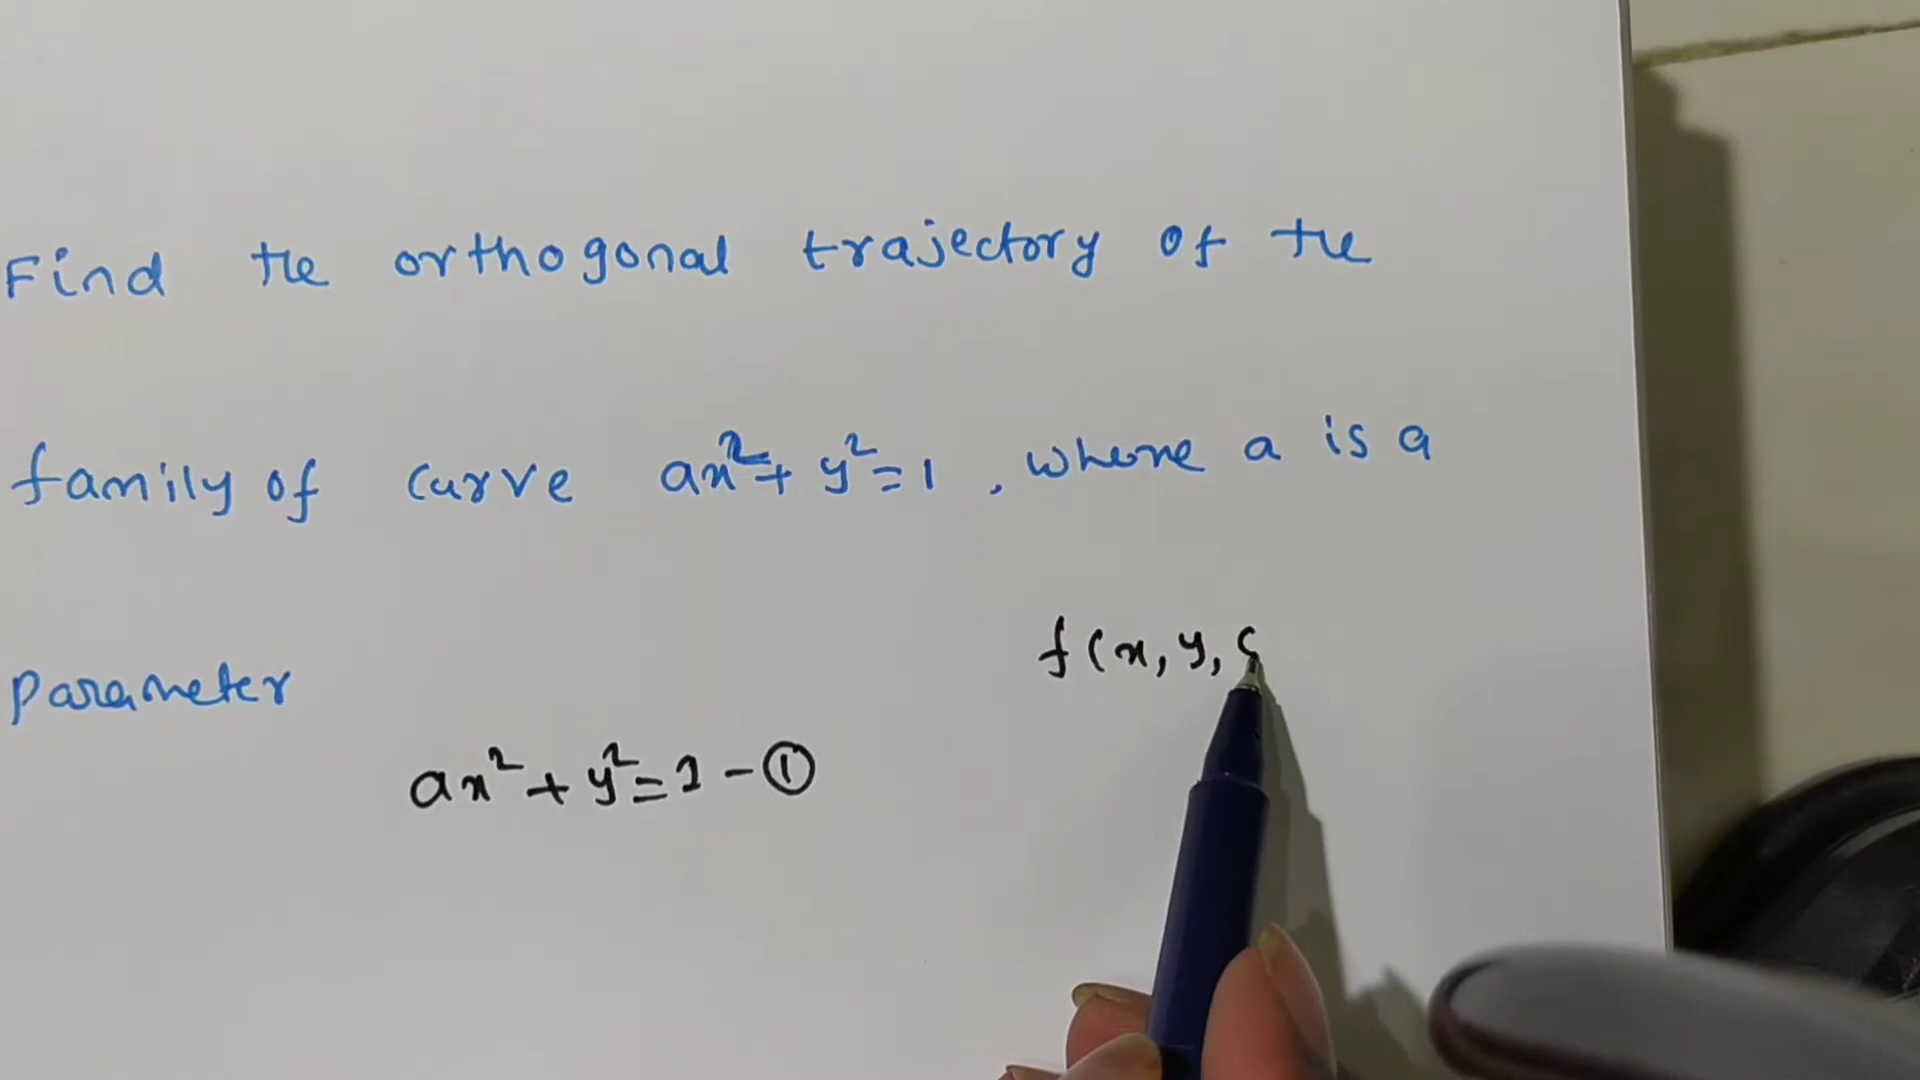 Find the orthogonal trajectory of the
family of curve ax²+ y²=1, where a is a
parameter
f(x, y, c
ax² + y² = 1 - ①